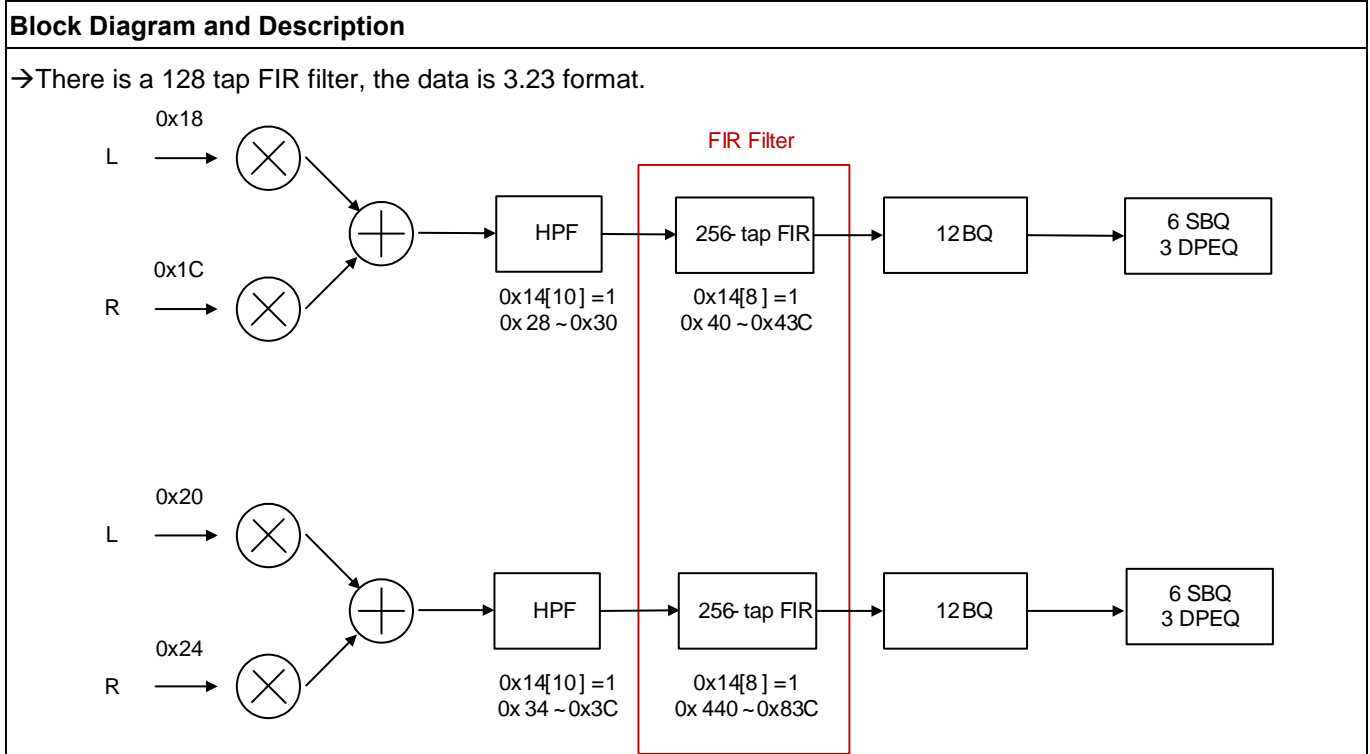 Block Diagram and Description
→There is a 128 tap FIR filter, the data is 3.23 format.
0x18
L
FIR Filter
HPF
256- tap FIR
12BQ
6 SBQ
3 DPEQ
0x1C
R
0x14[10] =1
0x 28 ~0x30
0x14[8] =1
0x 40 ~0x43C
0x20
L
HPF
256- tap FIR
12BQ
6 SBQ
3 DPEQ
0x24
R
0x14[10] =1
0x 34 ~0x3C
0x14[8] =1
0x 440 ~0x83C